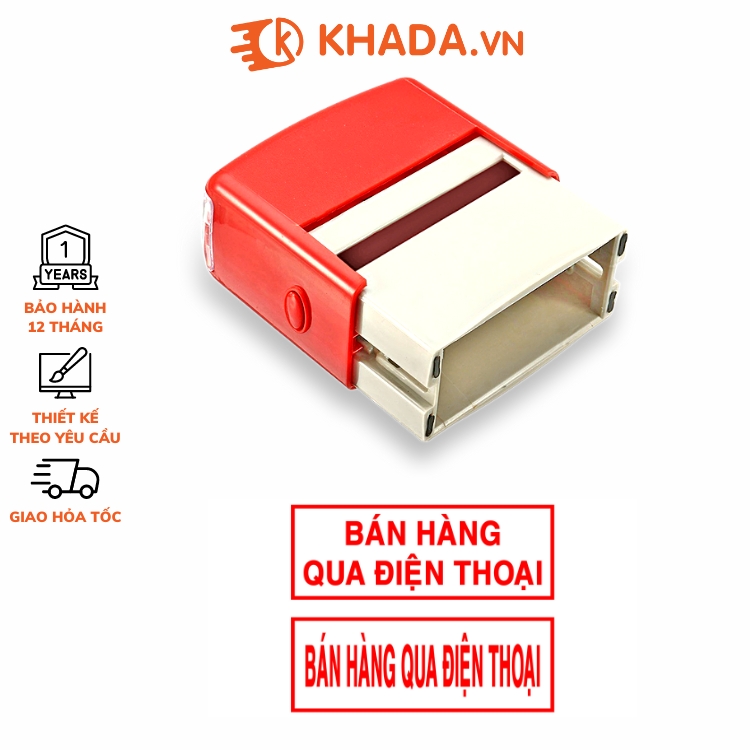 KHADA.vn
1
YEARS
BẢO HÀNH
12 THÁNG
THIẾT KẾ
THEO YÊU CẦU
GIAO HỎA TỐC
BÁN HÀNG
QUA ĐIỆN THOẠI
BÁN HÀNG QUA ĐIỆN THOẠI